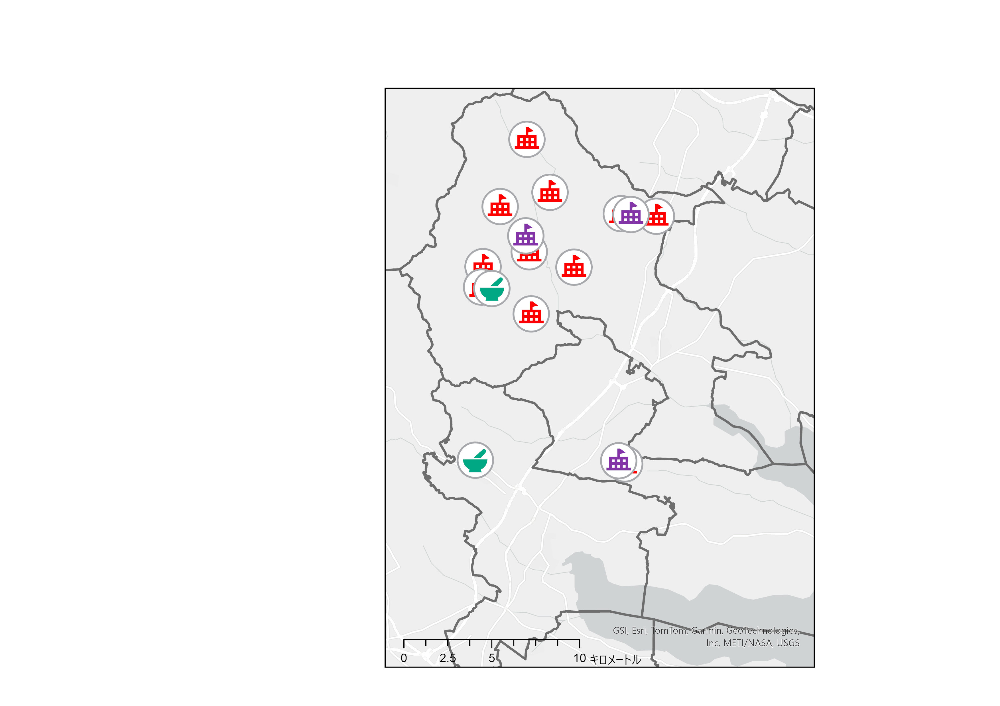 GSI, Esri, TomTom, Garmin, GeoTechnologies,
Inc, METI/NASA, USGS
0 2.5 5 10 キロメートル